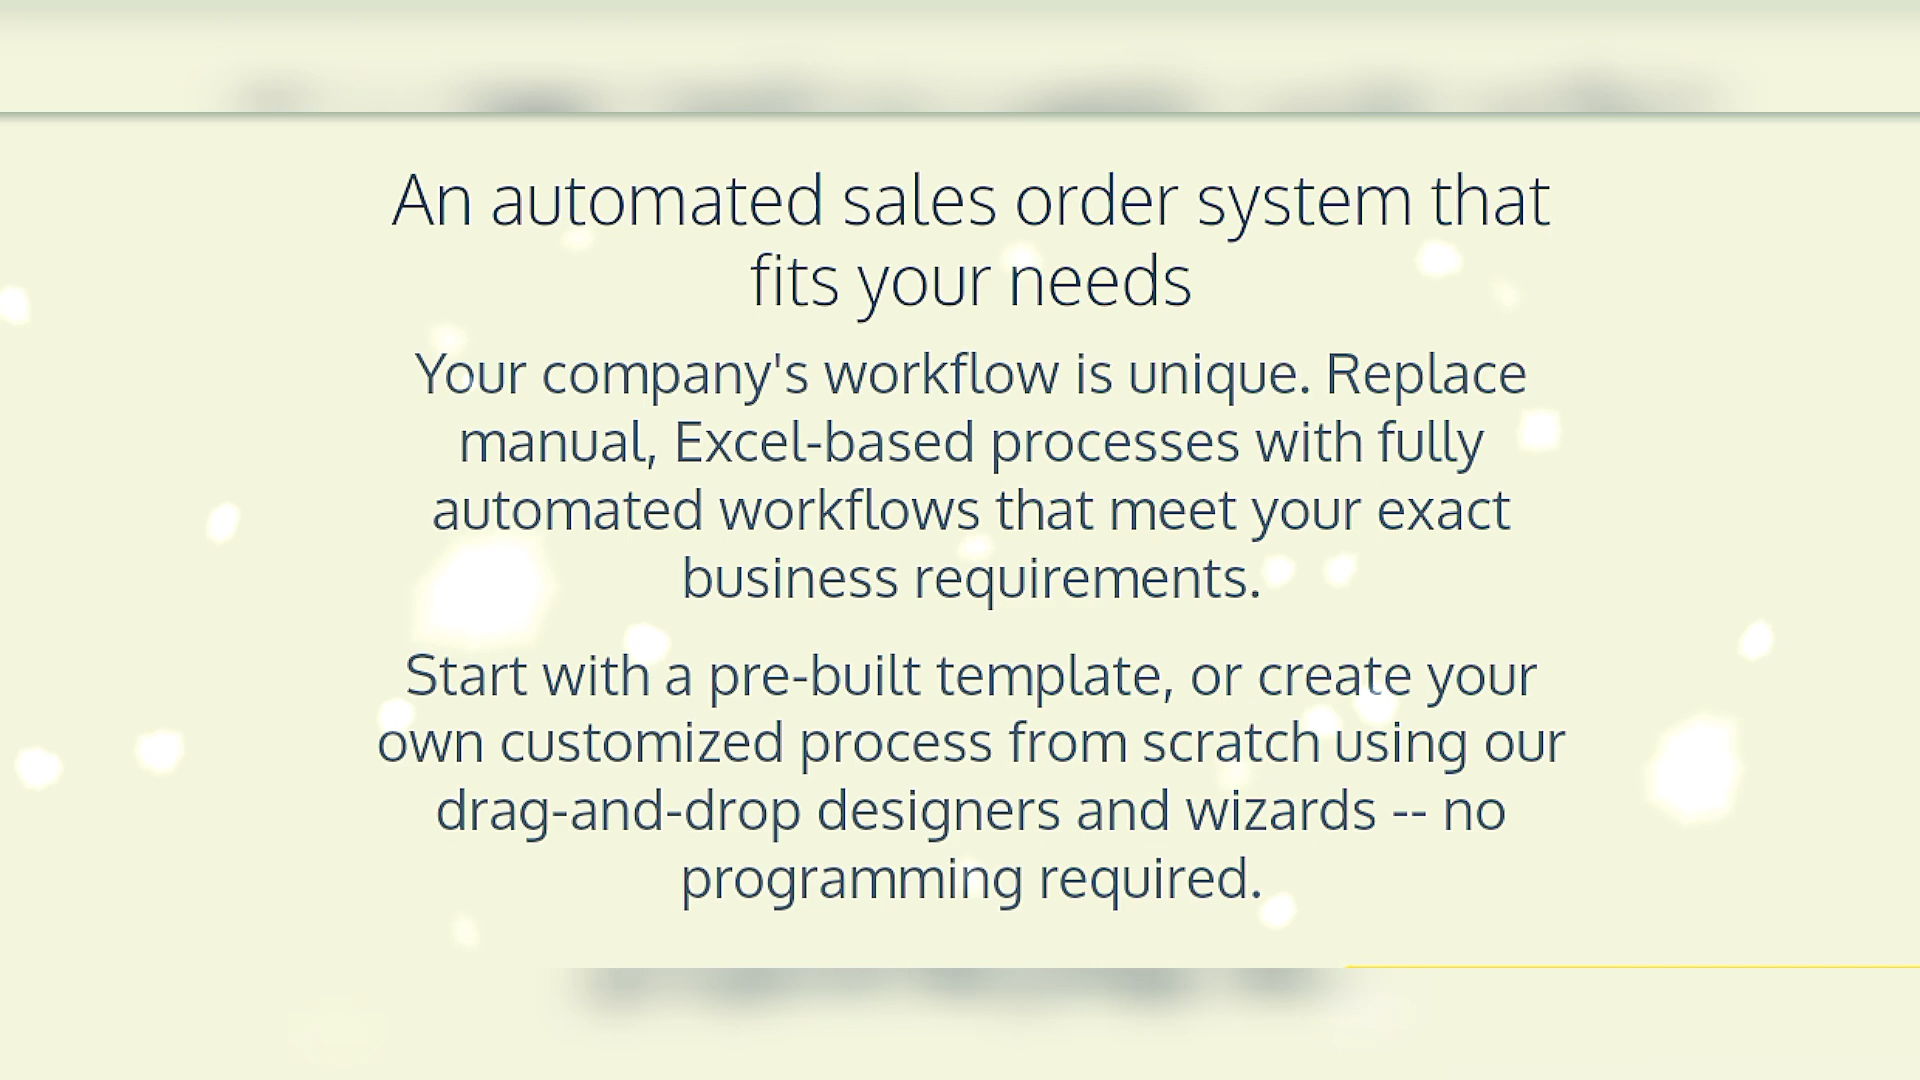 An automated sales order system that
fits your needs
Your company's workflow is unique. Replace
manual, Excel-based processes with fully
automated workflows that meet your exact
business requirements.
Start with a pre-built template, or create your
own customized process from scratch using our
drag-and-drop designers and wizards -- no
programming required.